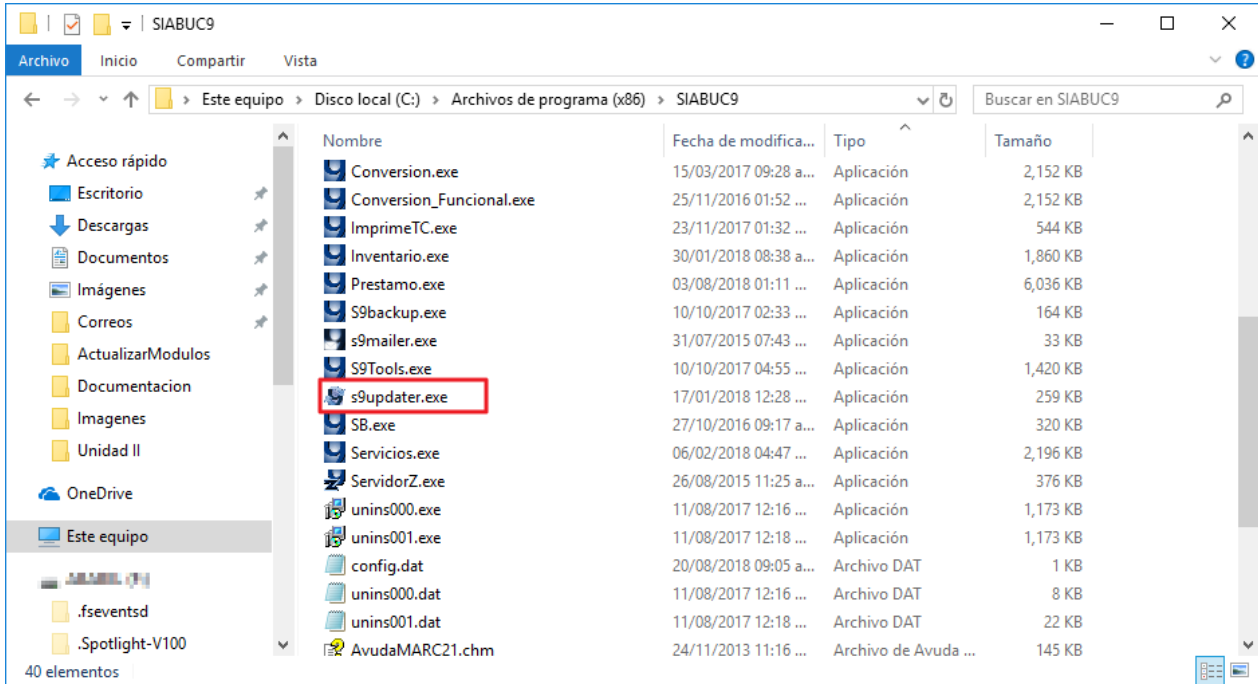 SIABUC9
Archivo Inicio Compartir Vista
Este equipo Disco local (C:) Archivos de programa (x86) SIABUC9 Buscar en SIABUC9
Acceso rápido
Escritorio
Descargas
Documentos
Imágenes
Correos
ActualizarModulos
Documentacion
Imagenes
Unidad II
OneDrive
Este equipo
.fseventsd
.Spotlight-V100
Nombre Fecha de modifica... Tipo Tamaño
Conversion.exe 15/03/2017 09:28 a... Aplicación 2,152 KB
Conversion_Funcional.exe 25/11/2016 01:52 ... Aplicación 2,152 KB
ImprimeTC.exe 23/11/2017 01:32 ... Aplicación 544 KB
Inventario.exe 30/01/2018 08:38 a... Aplicación 1,860 KB
Prestamo.exe 03/08/2018 01:11 ... Aplicación 6,036 KB
S9backup.exe 10/10/2017 02:33 ... Aplicación 164 KB
s9mailer.exe 31/07/2015 07:43 ... Aplicación 33 KB
S9Tools.exe 10/10/2017 04:55 ... Aplicación 1,420 KB
s9updater.exe 17/01/2018 12:28 ... Aplicación 259 KB
SB.exe 27/10/2016 09:17 a... Aplicación 320 KB
Servicios.exe 06/02/2018 04:47 ... Aplicación 2,196 KB
ServidorZ.exe 26/08/2015 11:25 a... Aplicación 376 KB
unins000.exe 11/08/2017 12:16 ... Aplicación 1,173 KB
unins001.exe 11/08/2017 12:18 ... Aplicación 1,173 KB
config.dat 20/08/2018 09:05 a... Archivo DAT 1 KB
unins000.dat 11/08/2017 12:16 ... Archivo DAT 8 KB
unins001.dat 11/08/2017 12:18 ... Archivo DAT 22 KB
AyudaMARC21.chm 24/11/2013 11:16 ... Archivo de Ayuda ... 145 KB
40 elementos